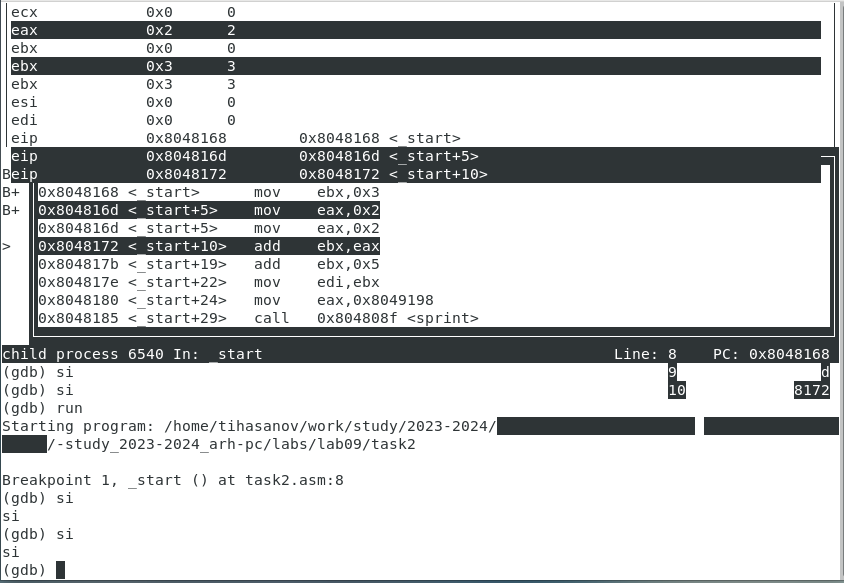 ecx 0x0 0
eax 0x2 2
ebx 0x0 0
ebx 0x3 3
ebx 0x3 3
esi 0x0 0
edi 0x0 0
eip 0x8048168 0x8048168 <_start>
eip 0x804816d 0x804816d <_start+5>
B eip 0x8048172 0x8048172 <_start+10>
B+ 0x8048168 <_start> mov ebx,0x3
B+ 0x804816d <_start+5> mov eax,0x2
0x804816d <_start+5> mov eax,0x2
> 0x8048172 <_start+10> add ebx,eax
0x804817b <_start+19> add ebx,0x5
0x804817e <_start+22> mov edi,ebx
0x8048180 <_start+24> mov eax,0x8049198
0x8048185 <_start+29> call 0x804808f <sprint>
child process 6540 In: _start Line: 8 PC: 0x8048168
(gdb) si 9 d
(gdb) si 10 8172
(gdb) run
Starting program: /home/tihasanov/work/study/2023-2024/
/-study_2023-2024_arh-pc/labs/lab09/task2
Breakpoint 1, _start () at task2.asm:8
(gdb) si
si
(gdb) si
si
(gdb)